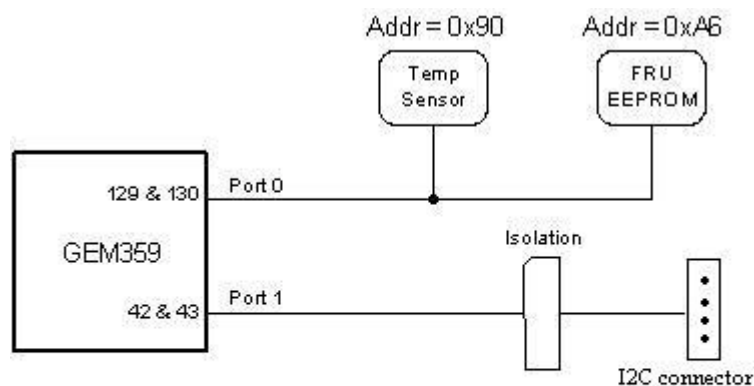 Addr = 0x90
Addr = 0xA6
Temp
Sensor
FRU
EEPROM
129 & 130
Port 0
GEM359
Isolation
42 & 43
Port 1
I2C connector